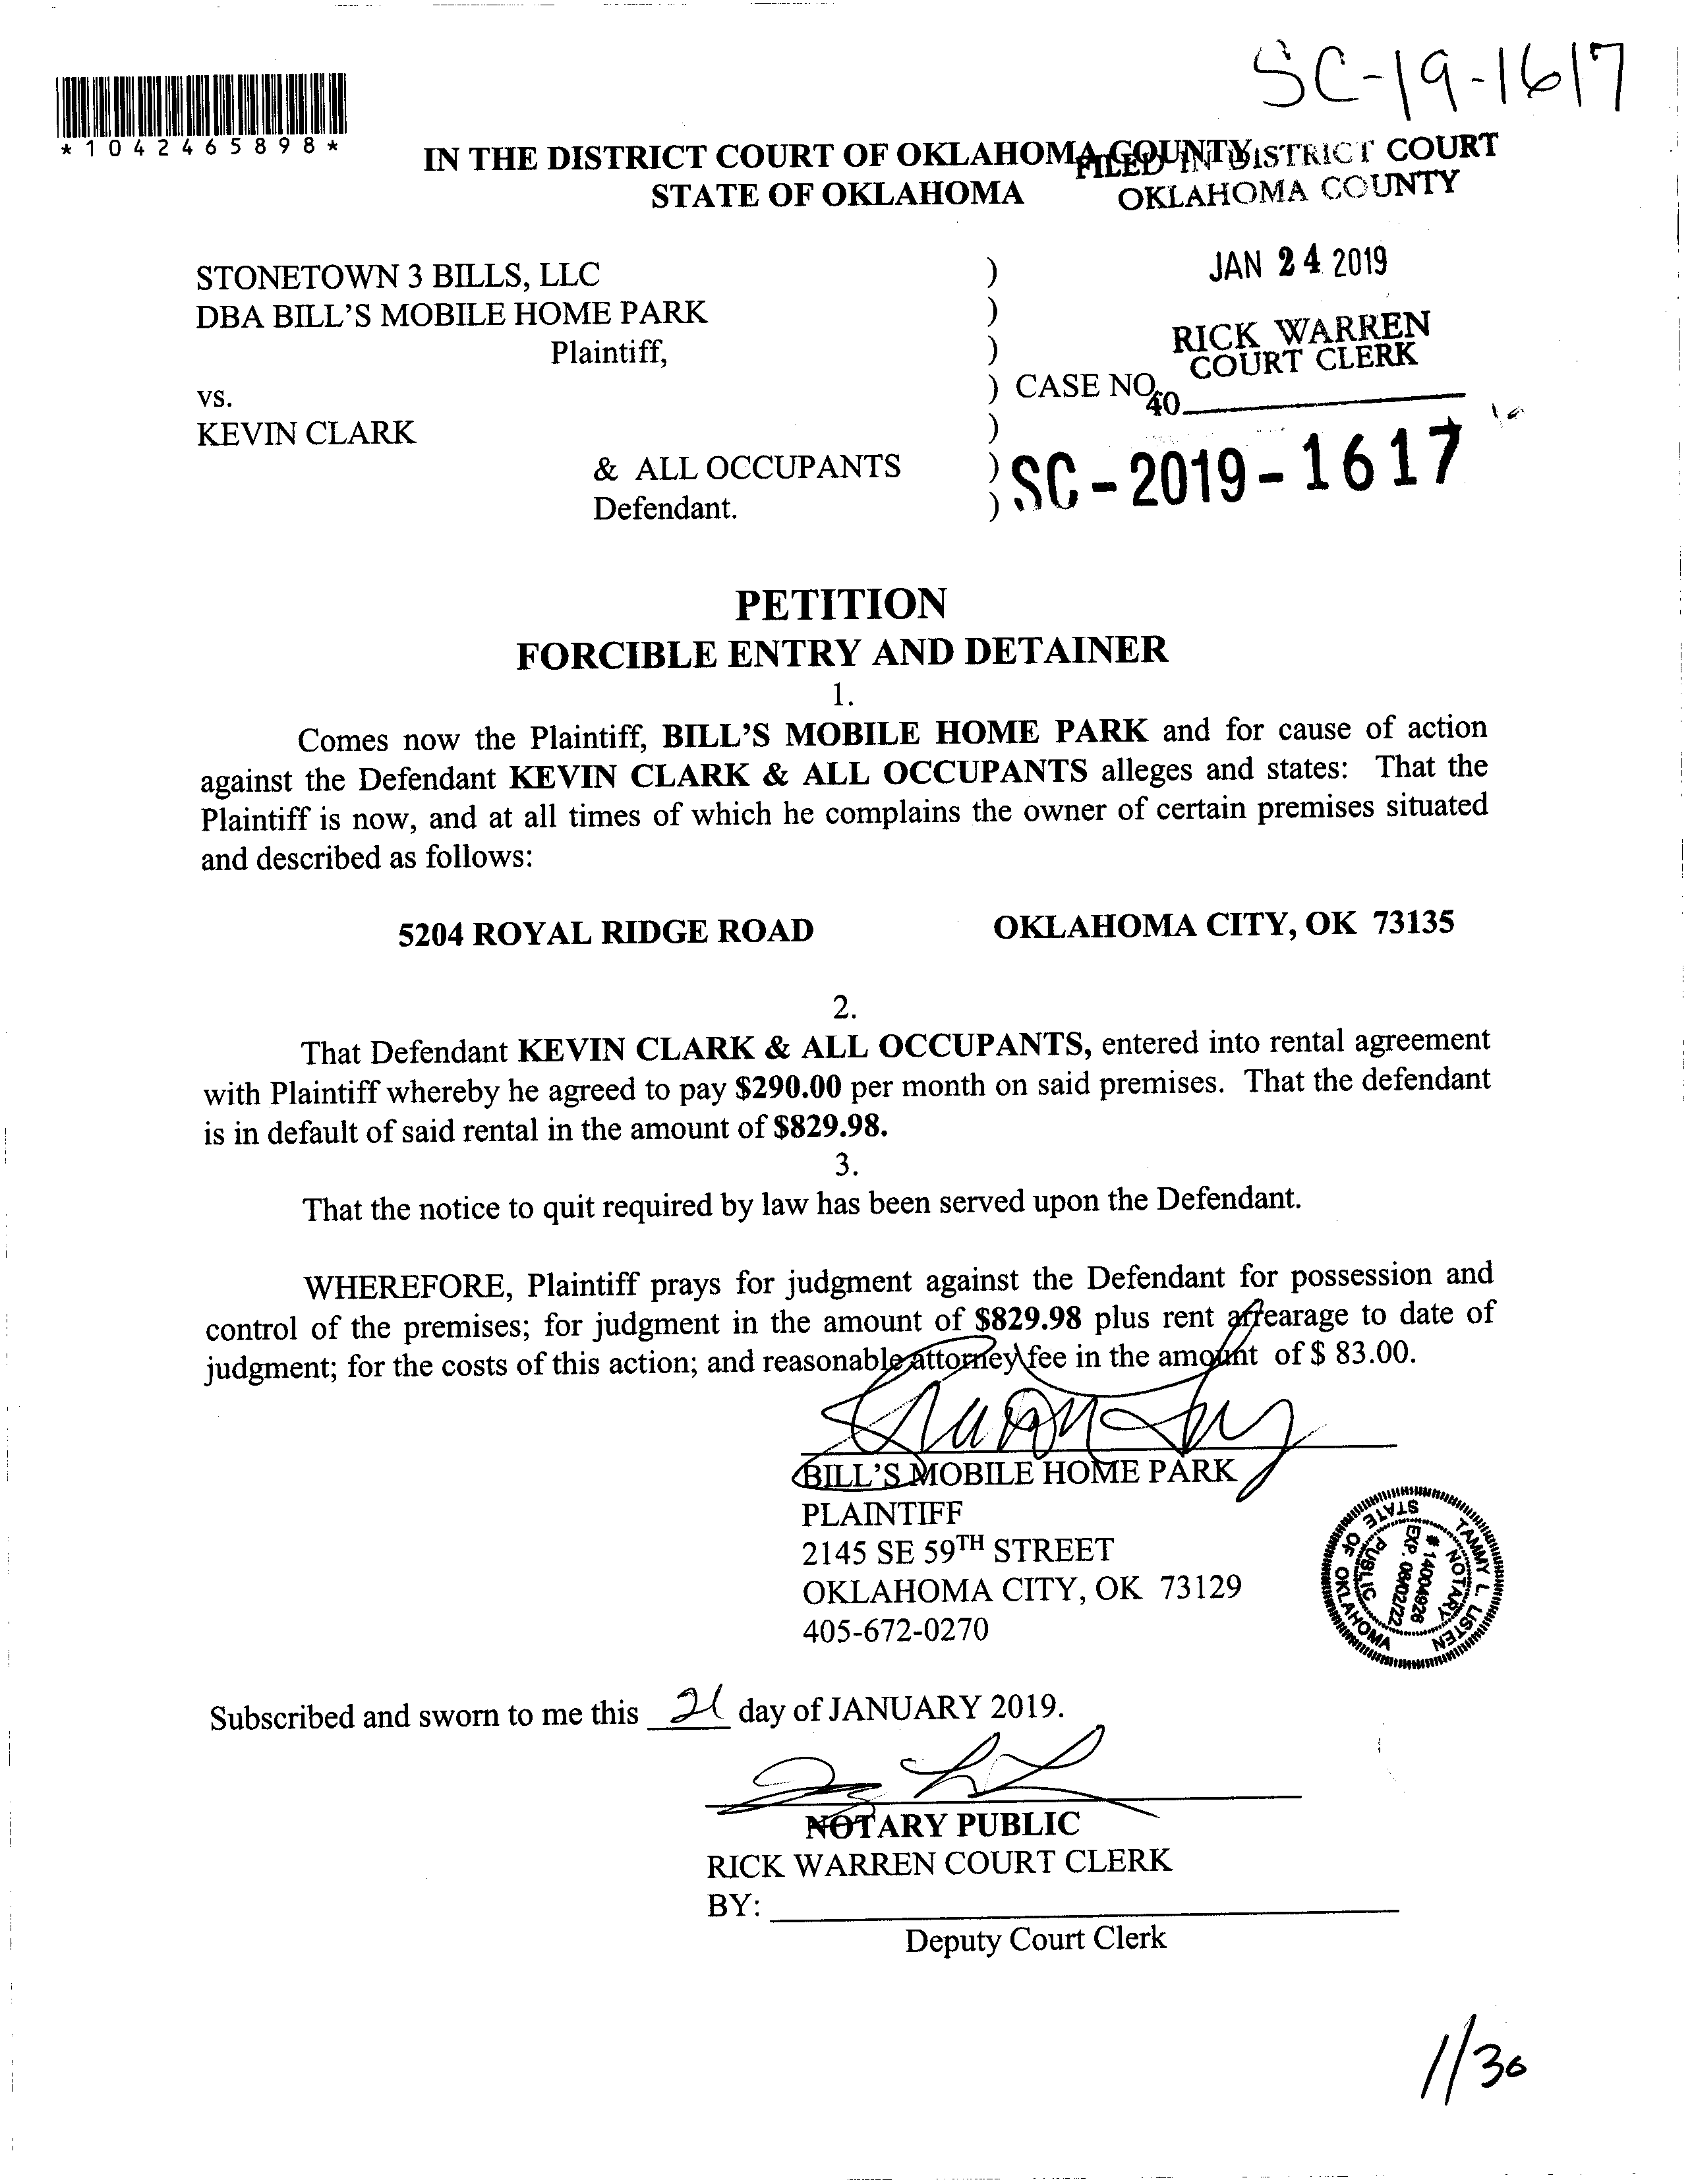 SC-19-1617
*1042465898*
IN THE DISTRICT COURT OF OKLAHOMA COUNTY
STATE OF OKLAHOMA
FILED IN DISTRICT COURT
OKLAHOMA COUNTY
JAN 24 2019
RICK WARREN
COURT CLERK
40
STONETOWN 3 BILLS, LLC )
DBA BILL'S MOBILE HOME PARK )
Plaintiff, )
) CASE NO.
vs.
KEVIN CLARK )
& ALL OCCUPANTS ) SC-2019-1617
Defendant. )
PETITION
FORCIBLE ENTRY AND DETAINER
1.
Comes now the Plaintiff, BILL'S MOBILE HOME PARK and for cause of action
against the Defendant KEVIN CLARK & ALL OCCUPANTS alleges and states: That the
Plaintiff is now, and at all times of which he complains the owner of certain premises situated
and described as follows:
5204 ROYAL RIDGE ROAD OKLAHOMA CITY, OK 73135
2.
That Defendant KEVIN CLARK & ALL OCCUPANTS, entered into rental agreement
with Plaintiff whereby he agreed to pay $290.00 per month on said premises. That the defendant
is in default of said rental in the amount of $829.98.
3.
That the notice to quit required by law has been served upon the Defendant.
WHEREFORE, Plaintiff prays for judgment against the Defendant for possession and
control of the premises; for judgment in the amount of $829.98 plus rent arrearage to date of
judgment; for the costs of this action; and reasonable attorney fee in the amount of $ 83.00.
BILL'S MOBILE HOME PARK
PLAINTIFF
2145 SE 59TH STREET
OKLAHOMA CITY, OK 73129
405-672-0270
TAMMY L. LISTEN
NOTARY PUBLIC
# 14004926
EXP. 06/02/22
STATE OF OKLAHOMA
Subscribed and sworn to me this 21 day of JANUARY 2019.
NOTARY PUBLIC
RICK WARREN COURT CLERK
BY:
Deputy Court Clerk
1/30